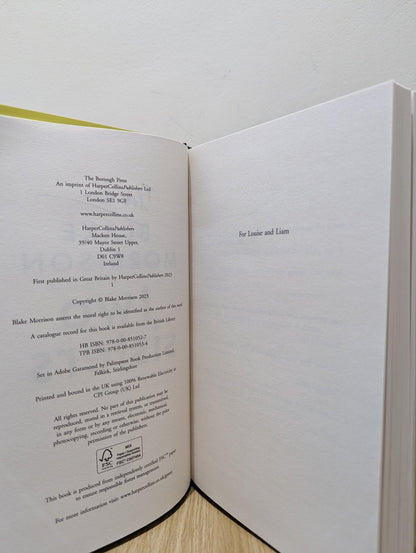 The Borough Press
An imprint of HarperCollinsPublishers Ltd
1 London Bridge Street
London SE1 9GF
www.harpercollins.co.uk
HarperCollinsPublishers
Macken House,
39/40 Mayor Street Upper,
Dublin 1
D01 C9W8
Ireland
First published in Great Britain by HarperCollinsPublishers 2023
1
Copyright © Blake Morrison 2023
Blake Morrison asserts the moral right to be identified as the author of this work
A catalogue record for this book is available from the British Library
HB ISBN: 978-0-00-851052-7
TPB ISBN: 978-0-00-851053-4
Set in Adobe Garamond by Palimpsest Book Production Limited,
Falkirk, Stirlingshire
Printed and bound in the UK using 100% Renewable Electricity at
CPI Group (UK) Ltd
All rights reserved. No part of this publication may be
reproduced, stored in a retrieval system, or transmitted,
in any form or by any means, electronic, mechanical,
photocopying, recording or otherwise, without the prior
permission of the publishers.
FSC
MIX
FSC™ C007454
This book is produced from independently certified FSC™ paper
to ensure responsible forest management.
For more information visit: www.harpercollins.co.uk/green
For Louise and Liam